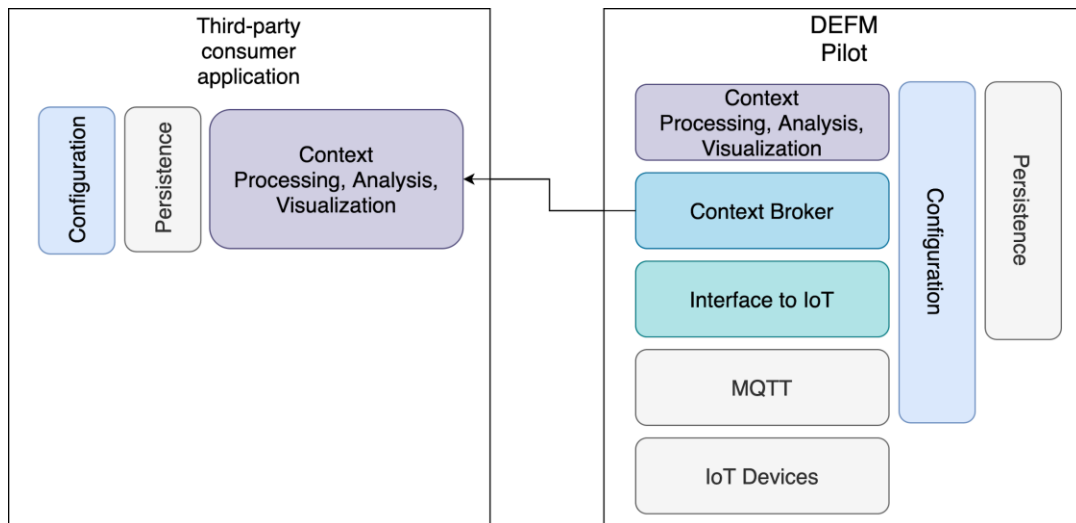 Third-party
consumer
application
Configuration
Persistence
Context
Processing, Analysis,
Visualization
DEFM
Pilot
Context
Processing, Analysis,
Visualization
Context Broker
Interface to IoT
MQTT
IoT Devices
Configuration
Persistence